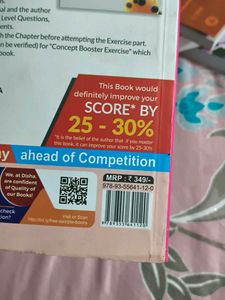 al and the author
Level Questions,
ents.
h the Chapter before attempting the Exercise part.
n be verified) for "Concept Booster Exercise" which
ook.
A
This Book would
definitely improve your
SCORE* BY
25 - 30%
*It is the belief of the author that if you master
this book, it can improve your score by 25-30%
ay ahead of Competition
We, at Disha,
are confident
of Quality of
our Books!
check
tion?
Visit or Scan
MRP : ₹ 349/-
978-93-55641-12-0
9789355641120